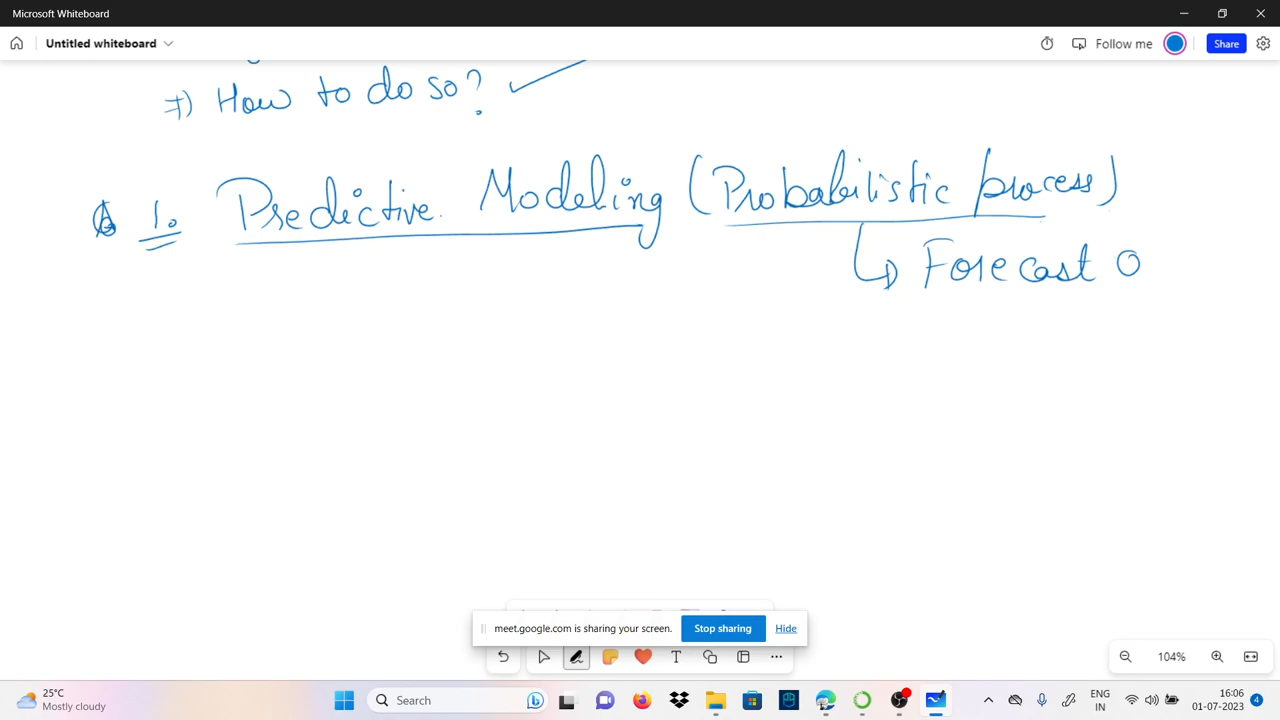 Microsoft Whiteboard
Untitled whiteboard
Follow me
Share
⇒) How to do so?
1. Predictive Modeling (Probabilistic process)
↳ Forecast O
meet.google.com is sharing your screen.
Stop sharing
Hide
104%
25°C
Mostly cloudy
Search
ENG
IN
16:06
01-07-2023
4